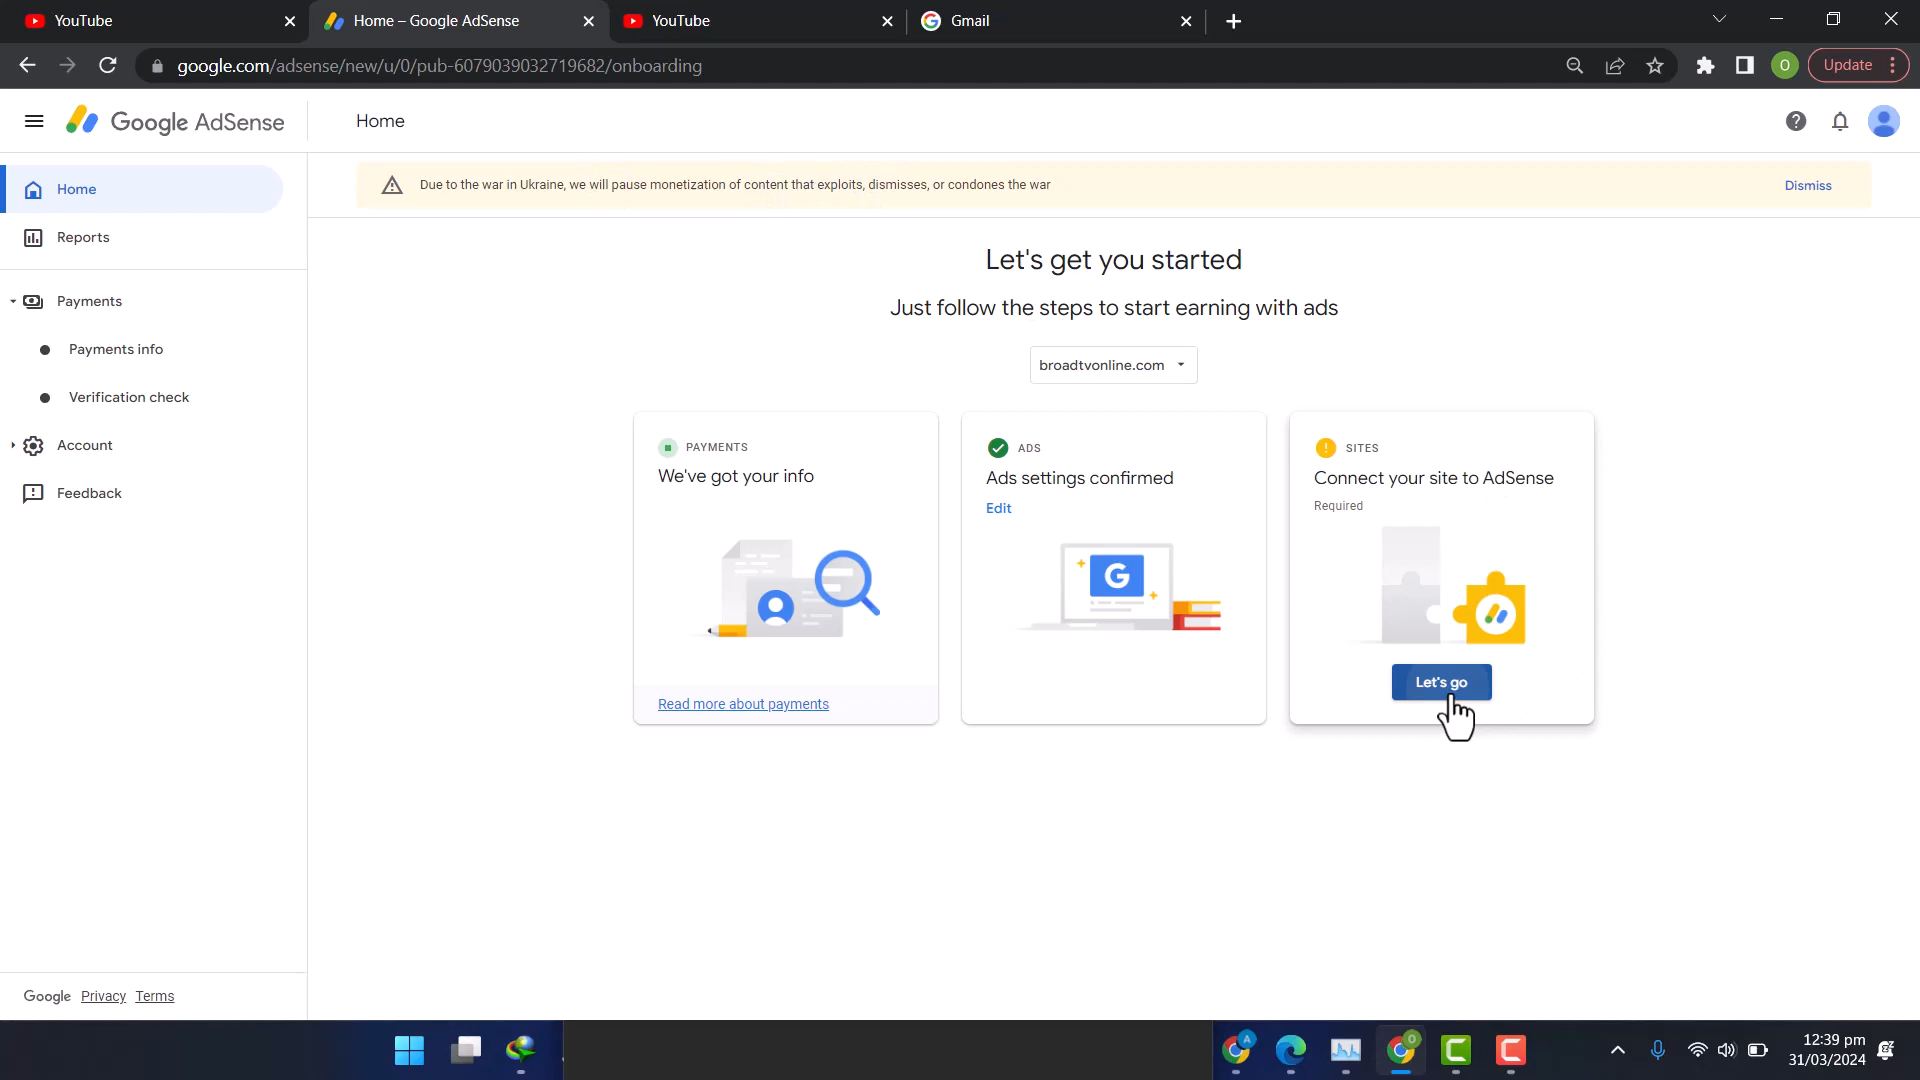 YouTube
Home – Google AdSense
YouTube
Gmail
google.com/adsense/new/u/0/pub-6079039032719682/onboarding
O
Update
Google AdSense
Home
Home
Reports
Payments
Payments info
Verification check
Account
Feedback
Due to the war in Ukraine, we will pause monetization of content that exploits, dismisses, or condones the war
Dismiss
Let's get you started
Just follow the steps to start earning with ads
broadtvonline.com
PAYMENTS
We've got your info
Read more about payments
ADS
Ads settings confirmed
Edit
G
SITES
Connect your site to AdSense
Required
Let's go
Google Privacy Terms
A
O
12:39 pm
31/03/2024